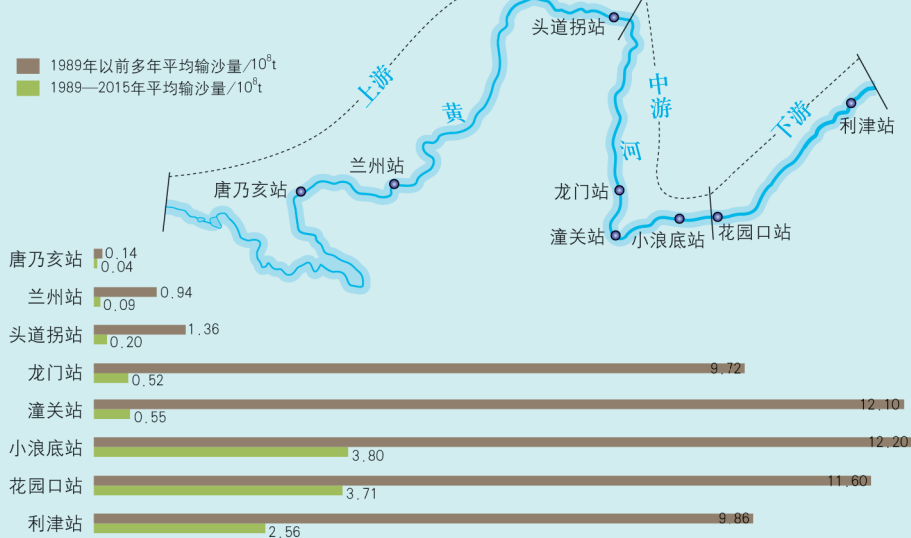 1989年以前多年平均输沙量/10⁸t
1989—2015年平均输沙量/10⁸t
上游
黄
河
中游
下游
头道拐站
利津站
兰州站
唐乃亥站
龙门站
潼关站
小浪底站
花园口站
唐乃亥站
0.14
0.04
兰州站
0.94
0.09
头道拐站
1.36
0.20
龙门站
9.72
0.52
潼关站
12.10
0.55
小浪底站
12.20
3.80
花园口站
11.60
3.71
利津站
9.86
2.56